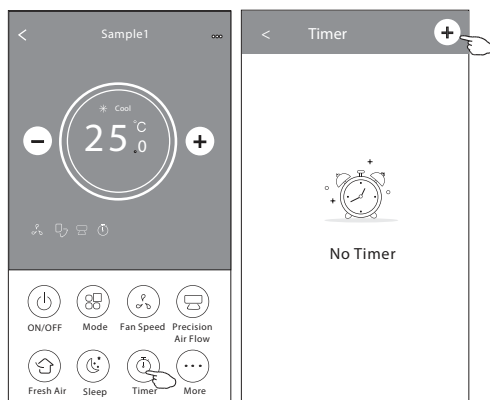 < Sample1
Cool
25.0 °C
− +
ON/OFF Mode Fan Speed Precision Air Flow
Fresh Air Sleep Timer More
< Timer +
No Timer